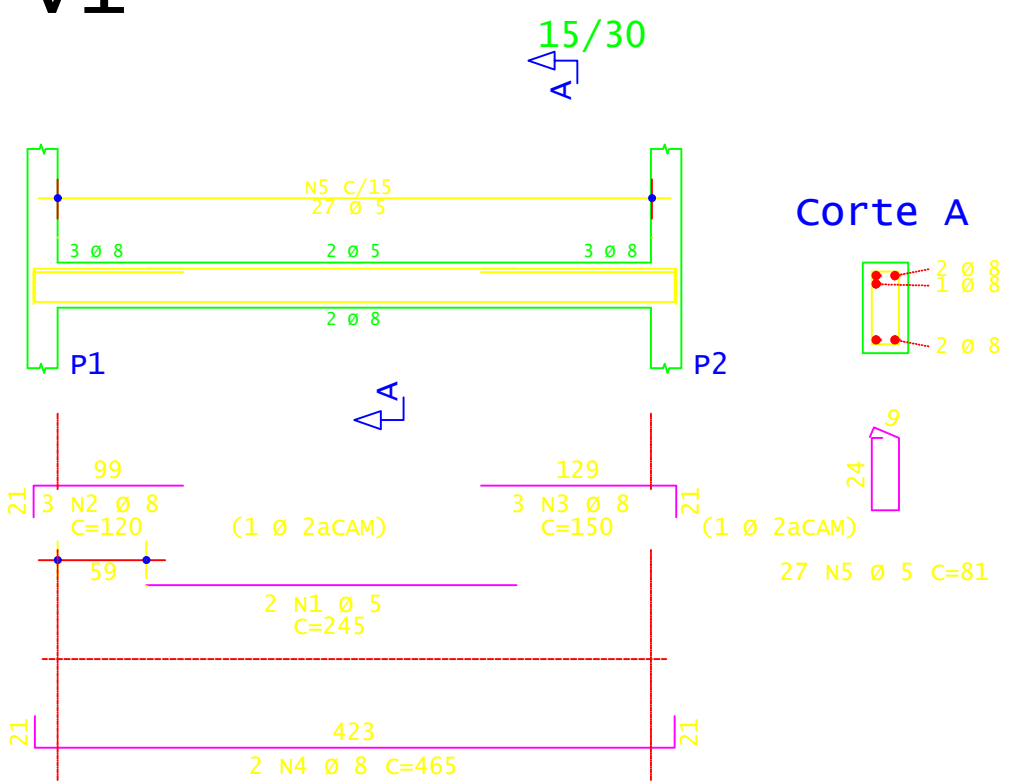 V1
15/30
A
N5 C/15
27 Ø 5
3 Ø 8
2 Ø 5
3 Ø 8
2 Ø 8
P1
P2
A
Corte A
2 Ø 8
1 Ø 8
2 Ø 8
99
21
3 N2 Ø 8
C=120
(1 Ø 2aCAM)
129
21
3 N3 Ø 8
C=150
(1 Ø 2aCAM)
9
24
27 N5 Ø 5 C=81
59
2 N1 Ø 5
C=245
21
423
21
2 N4 Ø 8 C=465